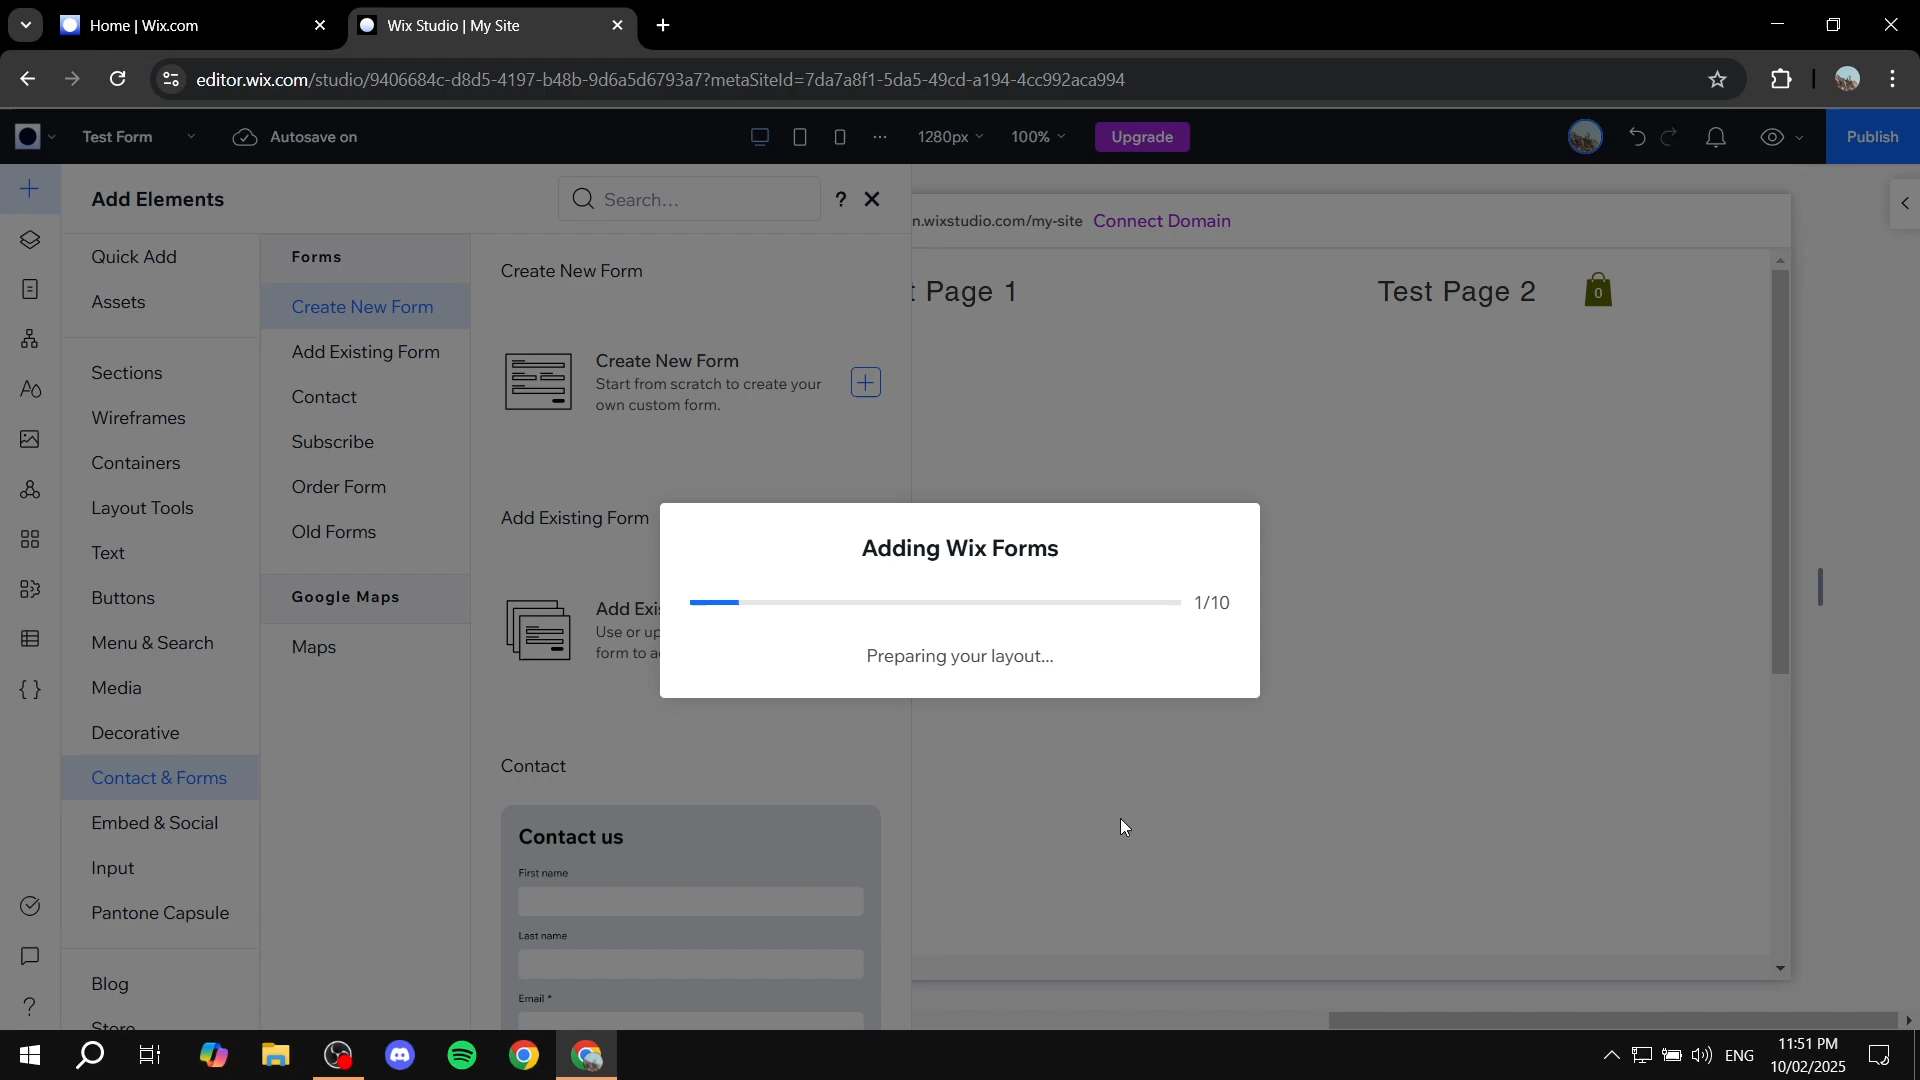 Home | Wix.com
Wix Studio | My Site
editor.wix.com/studio/9406684c-d8d5-4197-b48b-9d6a5d6793a7?metaSiteId=7da7a8f1-5da5-49cd-a194-4cc992aca994
Test Form
Autosave on
1280px
100%
Upgrade
Publish
Add Elements
Search...
?
n.wixstudio.com/my-site
Connect Domain
Quick Add
Assets
Sections
Wireframes
Containers
Layout Tools
Text
Buttons
Menu & Search
Media
Decorative
Contact & Forms
Embed & Social
Input
Pantone Capsule
Blog
Store
Forms
Create New Form
Add Existing Form
Contact
Subscribe
Order Form
Old Forms
Google Maps
Maps
Create New Form
Create New Form
Start from scratch to create your
own custom form.
Add Existing Form
Add Exi
Use or up
form to a
Contact
Contact us
First name
Last name
Email *
t Page 1
Test Page 2
0
Adding Wix Forms
1/10
Preparing your layout...
ENG
11:51 PM
10/02/2025